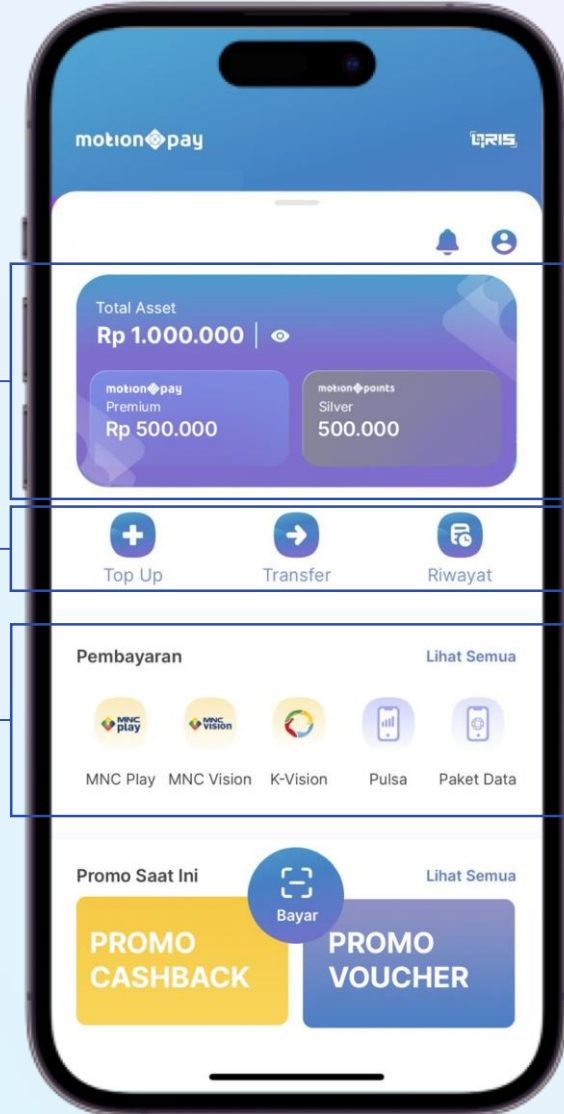 motion pay
QRIS
Total Asset
Rp 1.000.000
motion pay
Premium
Rp 500.000
motion points
Silver
500.000
Top Up
Transfer
Riwayat
Pembayaran
Lihat Semua
MNC
play
MNC
vision
MNC Play
MNC Vision
K-Vision
Pulsa
Paket Data
Promo Saat Ini
Lihat Semua
Bayar
PROMO
CASHBACK
PROMO
VOUCHER